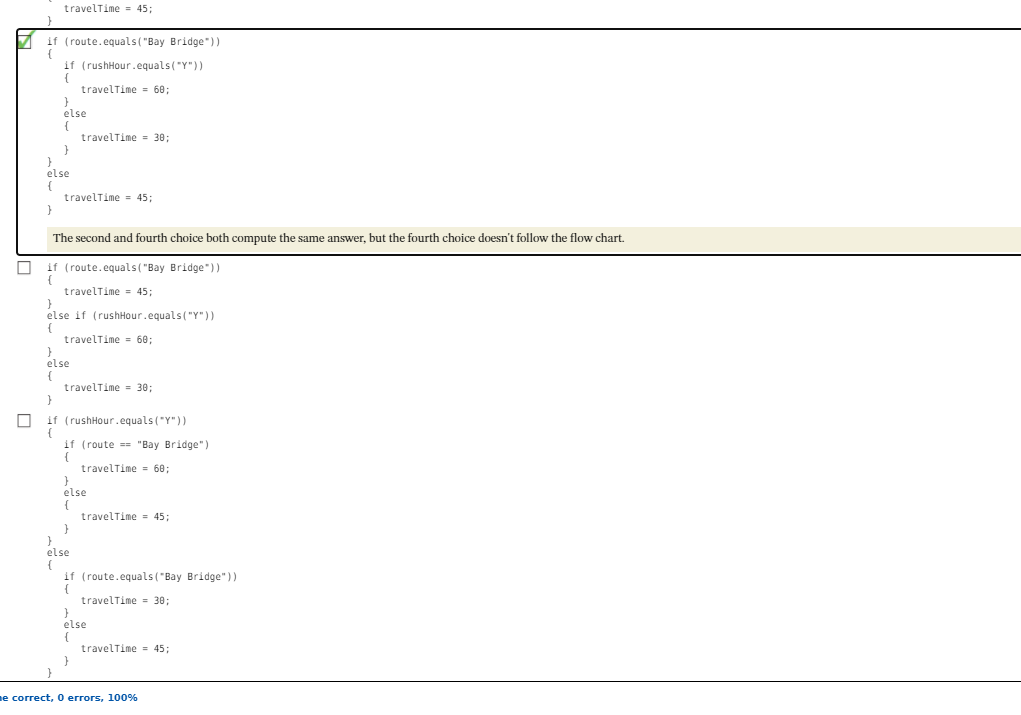 {
travelTime = 45;
}
if (route.equals("Bay Bridge"))
{
if (rushHour.equals("Y"))
{
travelTime = 60;
}
else
{
travelTime = 30;
}
}
else
{
travelTime = 45;
}
The second and fourth choice both compute the same answer, but the fourth choice doesn't follow the flow chart.
if (route.equals("Bay Bridge"))
{
travelTime = 45;
}
else if (rushHour.equals("Y"))
{
travelTime = 60;
}
else
{
travelTime = 30;
}
if (rushHour.equals("Y"))
{
if (route == "Bay Bridge")
{
travelTime = 60;
}
else
{
travelTime = 45;
}
}
else
{
if (route.equals("Bay Bridge"))
{
travelTime = 30;
}
else
{
travelTime = 45;
}
}
correct, 0 errors, 100%